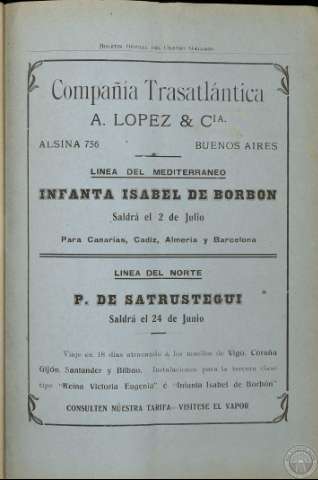 BOLETIN OFICIAL DEL CENTRO GALLEGO
Compañía Trasatlántica
A. LOPEZ & CIA.
ALSINA 756 BUENOS AIRES
LINEA DEL MEDITERRANEO
INFANTA ISABEL DE BORBON
Saldrá el 2 de Julio
Para Canarias, Cadiz, Almería y Barcelona
LINEA DEL NORTE
P. DE SATRUSTEGUI
Saldrá el 24 de Junio
Viaje en 18 dias atracando á los muelles de Vigo, Coruña
Gijón, Santander y Bilbao. Instalaciones para la tercera clase
tipo "Reina Victoria Eugenia" é "Infanta Isabel de Borbón"
CONSULTEN NUESTRA TARIFA—VISITESE EL VAPOR